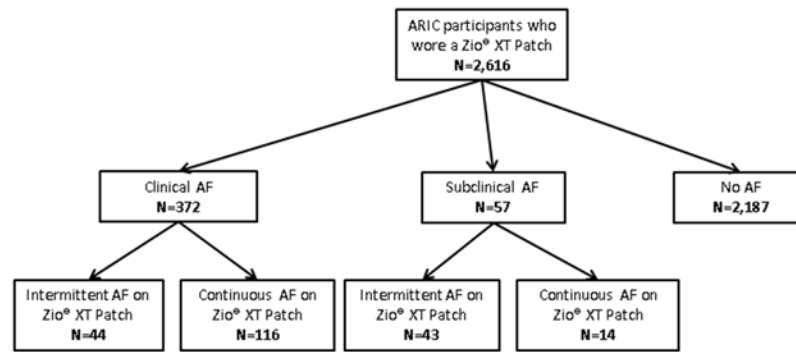 ARIC participants who
wore a Zio® XT Patch
N=2,616
Clinical AF
N=372
Subclinical AF
N=57
No AF
N=2,187
Intermittent AF on
Zio® XT Patch
N=44
Continuous AF on
Zio® XT Patch
N=116
Intermittent AF on
Zio® XT Patch
N=43
Continuous AF on
Zio® XT Patch
N=14